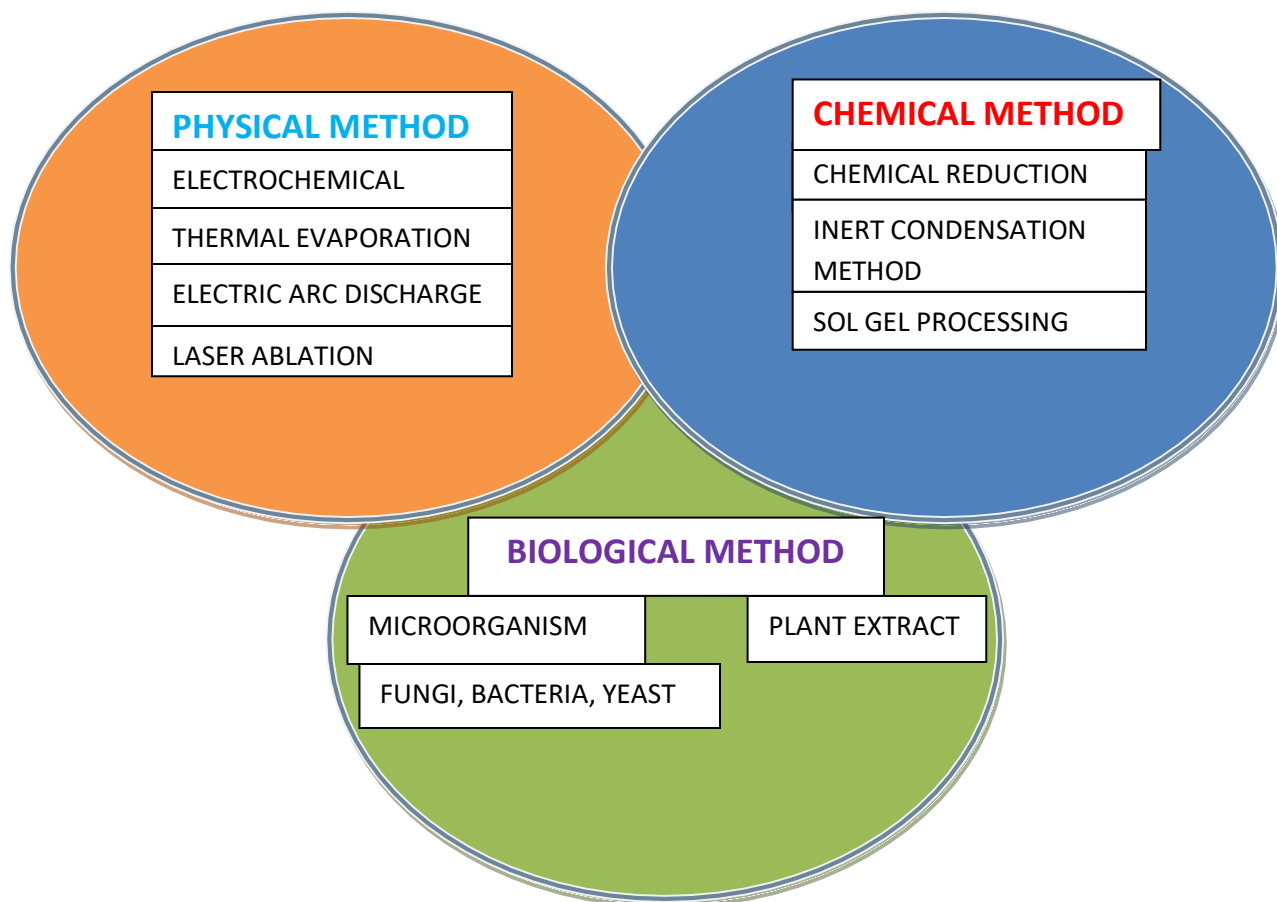 PHYSICAL METHOD
ELECTROCHEMICAL
THERMAL EVAPORATION
ELECTRIC ARC DISCHARGE
LASER ABLATION
CHEMICAL METHOD
CHEMICAL REDUCTION
INERT CONDENSATION
METHOD
SOL GEL PROCESSING
BIOLOGICAL METHOD
MICROORGANISM
PLANT EXTRACT
FUNGI, BACTERIA, YEAST